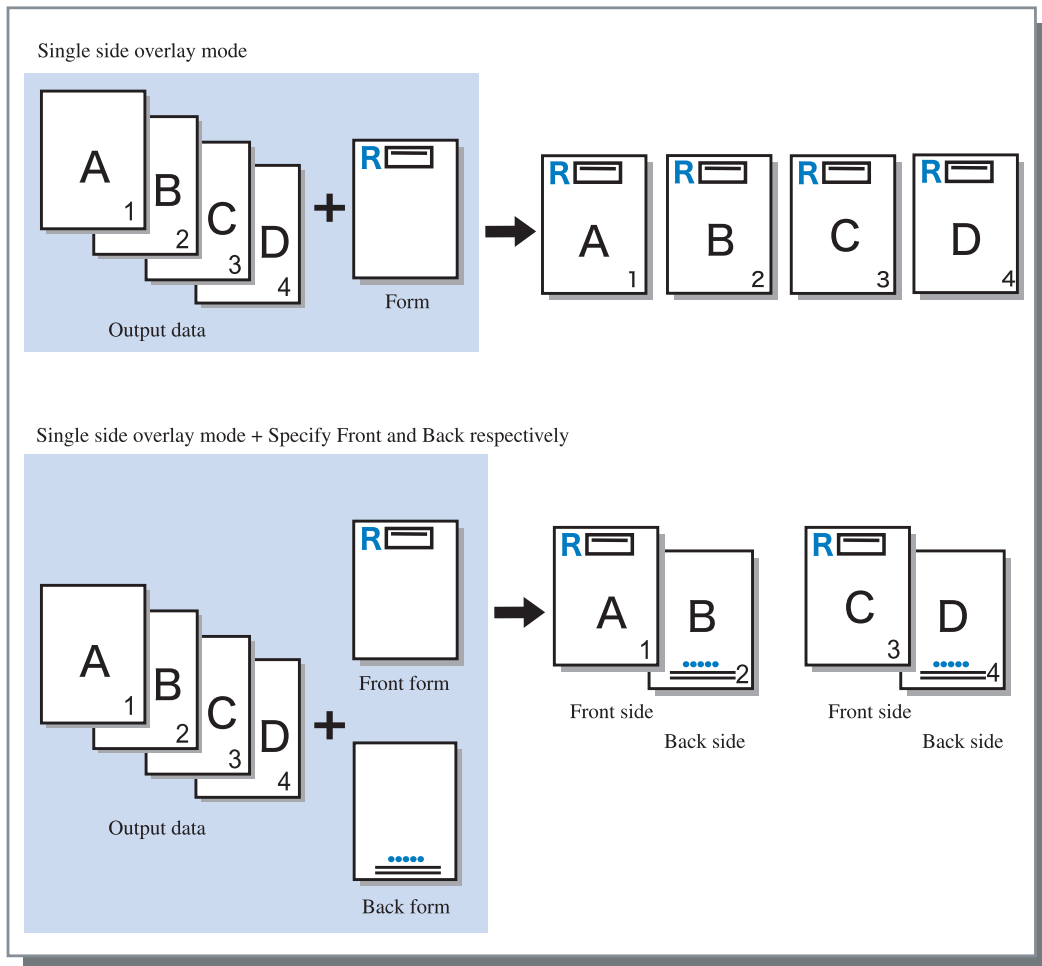 Single side overlay mode
A
1
B
2
C
3
D
4
Output data
R
Form
R
A
1
R
B
2
R
C
3
R
D
4
Single side overlay mode + Specify Front and Back respectively
A
1
B
2
C
3
D
4
Output data
R
Front form
Back form
R
A
1
B
2
Front side
Back side
R
C
3
D
4
Front side
Back side